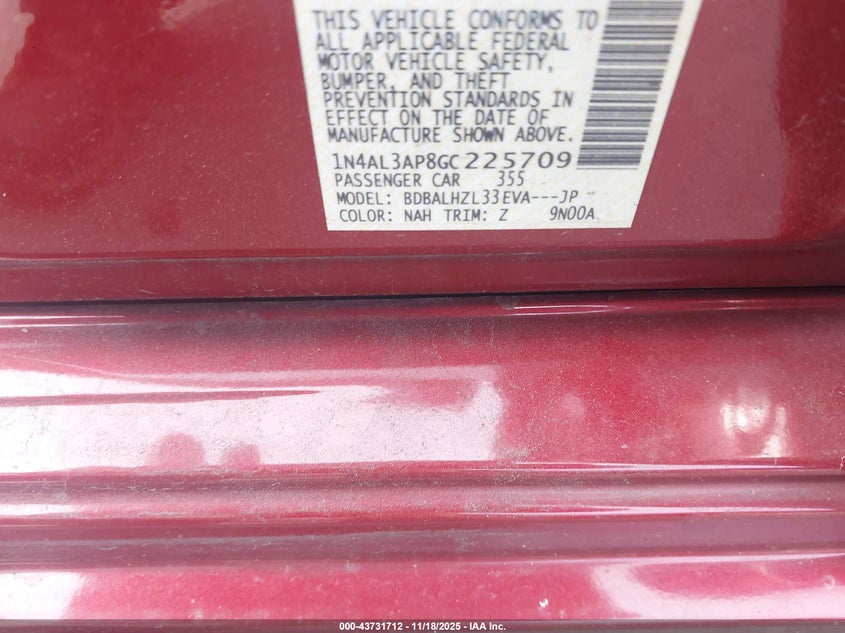 THIS VEHICLE CONFORMS TO
ALL APPLICABLE FEDERAL
MOTOR VEHICLE SAFETY,
BUMPER, AND THEFT
PREVENTION STANDARDS IN
EFFECT ON THE DATE OF
MANUFACTURE SHOWN ABOVE.
1N4AL3AP8GC225709
PASSENGER CAR 355
MODEL: BDBALHZL33EVA---JP
COLOR: NAH TRIM: Z 9N00A
000-43731712 - 11/18/2025 - IAA Inc.